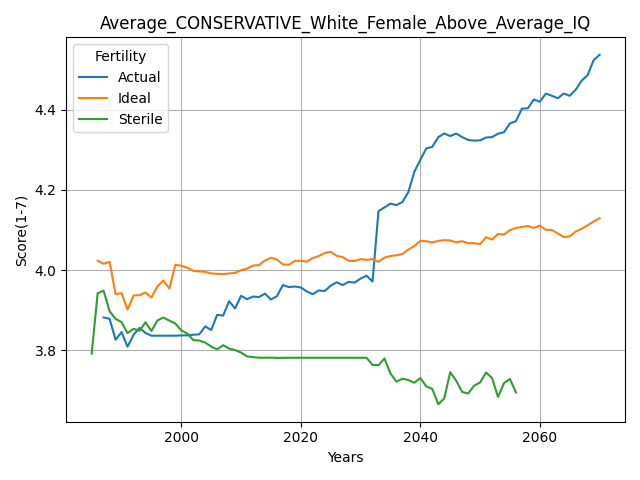 Average_CONSERVATIVE_White_Female_Above_Average_IQ
Fertility
Actual
Ideal
Sterile
Score(1-7)
4.4
4.2
4.0
3.8
2000 2020 2040 2060
Years